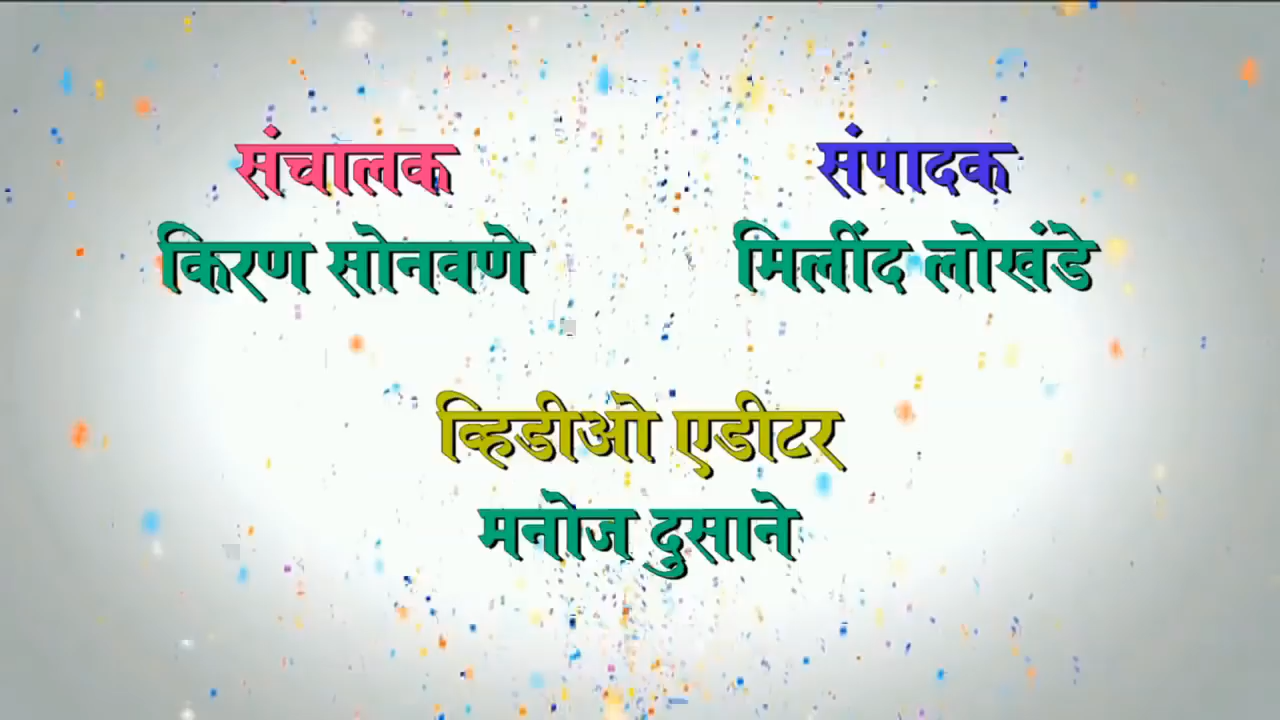 संचालक
किरण सोनवणे
संपादक
मिलींद लोखंडे
व्हिडीओ एडीटर
मनोज दुसाने